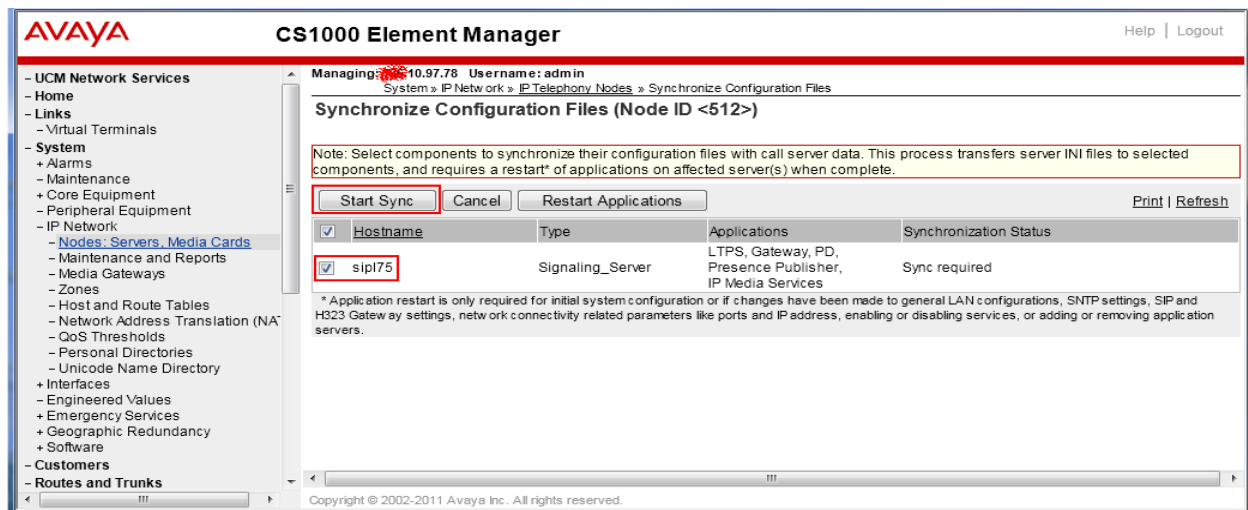 AVAYA
CS1000 Element Manager
Help | Logout
- UCM Network Services
- Home
- Links
- Virtual Terminals
- System
+ Alarms
- Maintenance
+ Core Equipment
- Peripheral Equipment
- IP Network
- Nodes: Servers, Media Cards
- Maintenance and Reports
- Media Gateways
- Zones
- Host and Route Tables
- Network Address Translation (NA
- QoS Thresholds
- Personal Directories
- Unicode Name Directory
+ Interfaces
- Engineered Values
+ Emergency Services
+ Geographic Redundancy
+ Software
- Customers
- Routes and Trunks
Managing: 10.97.78 Username: admin
System » IP Network » IP Telephony Nodes » Synchronize Configuration Files
Synchronize Configuration Files (Node ID <512>)
Note: Select components to synchronize their configuration files with call server data. This process transfers server INI files to selected
components, and requires a restart* of applications on affected server(s) when complete.
Start Sync Cancel Restart Applications Print | Refresh
Hostname Type Applications Synchronization Status
sipl75 Signaling_Server LTPS, Gateway, PD,
Presence Publisher, Sync required
IP Media Services
* Application restart is only required for initial system configuration or if changes have been made to general LAN configurations, SNTP settings, SIP and
H323 Gateway settings, network connectivity related parameters like ports and IP address, enabling or disabling services, or adding or removing application
servers.
Copyright © 2002-2011 Avaya Inc. All rights reserved.